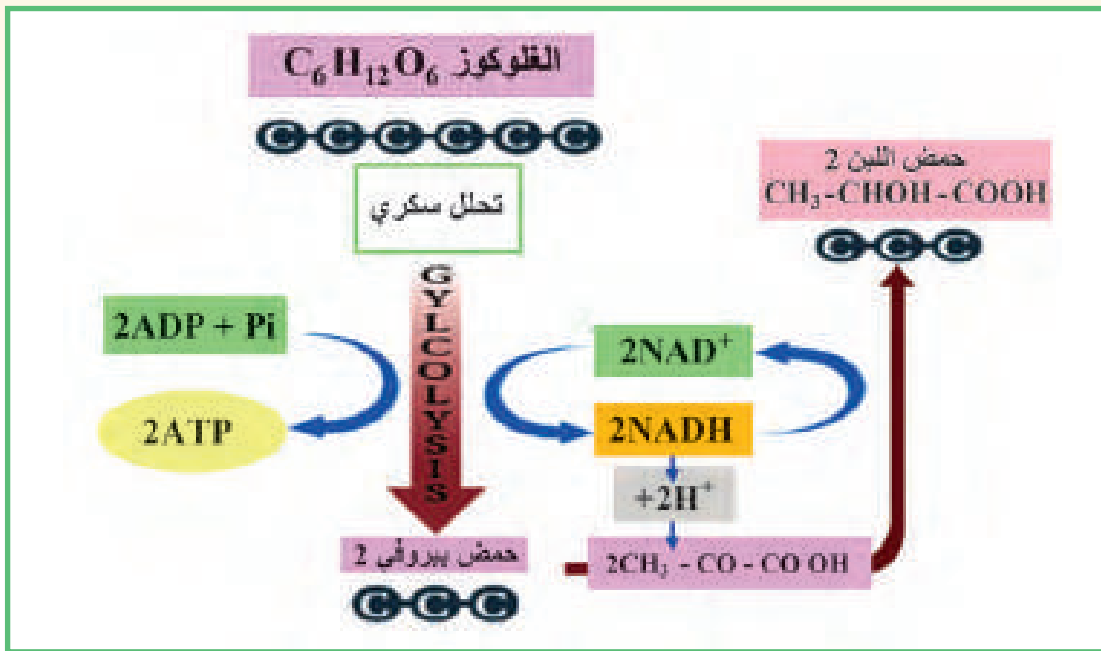 الغلوكوز C₆H₁₂O₆
C-C-C-C-C-C
تحلل سكري
GYLCOLYSIS
2ADP + Pi
2ATP
2NAD⁺
2NADH
+2H⁺
حمض بيروفي 2
C-C-C
2CH₃ - CO - CO OH
حمض اللبن 2
CH₃-CHOH-COOH
C-C-C